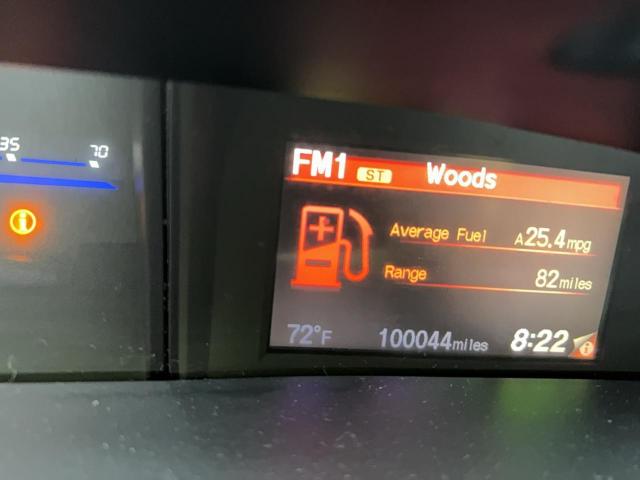 35 70
FM1 ST Woods
Average Fuel A25.4mpg
Range 82miles
72°F 100044miles 8:22